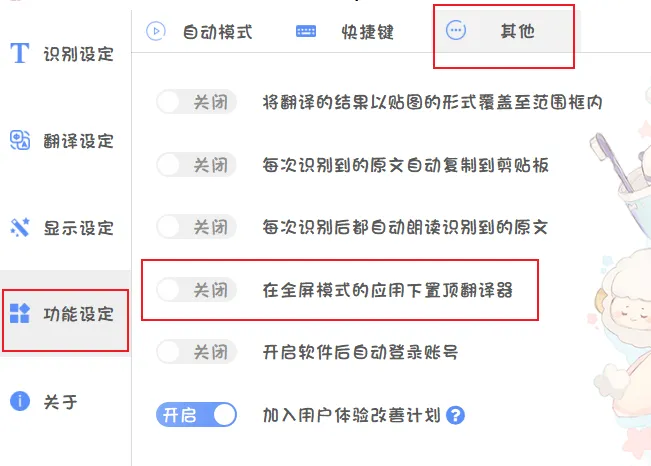 识别设定
翻译设定
显示设定
功能设定
关于
自动模式
快捷键
其他
关闭 将翻译的结果以贴图的形式覆盖至范围框内
关闭 每次识别到的原文自动复制到剪贴板
关闭 每次识别后都自动朗读识别到的原文
关闭 在全屏模式的应用下置顶翻译器
关闭 开启软件后自动登录账号
开启 加入用户体验改善计划 ?